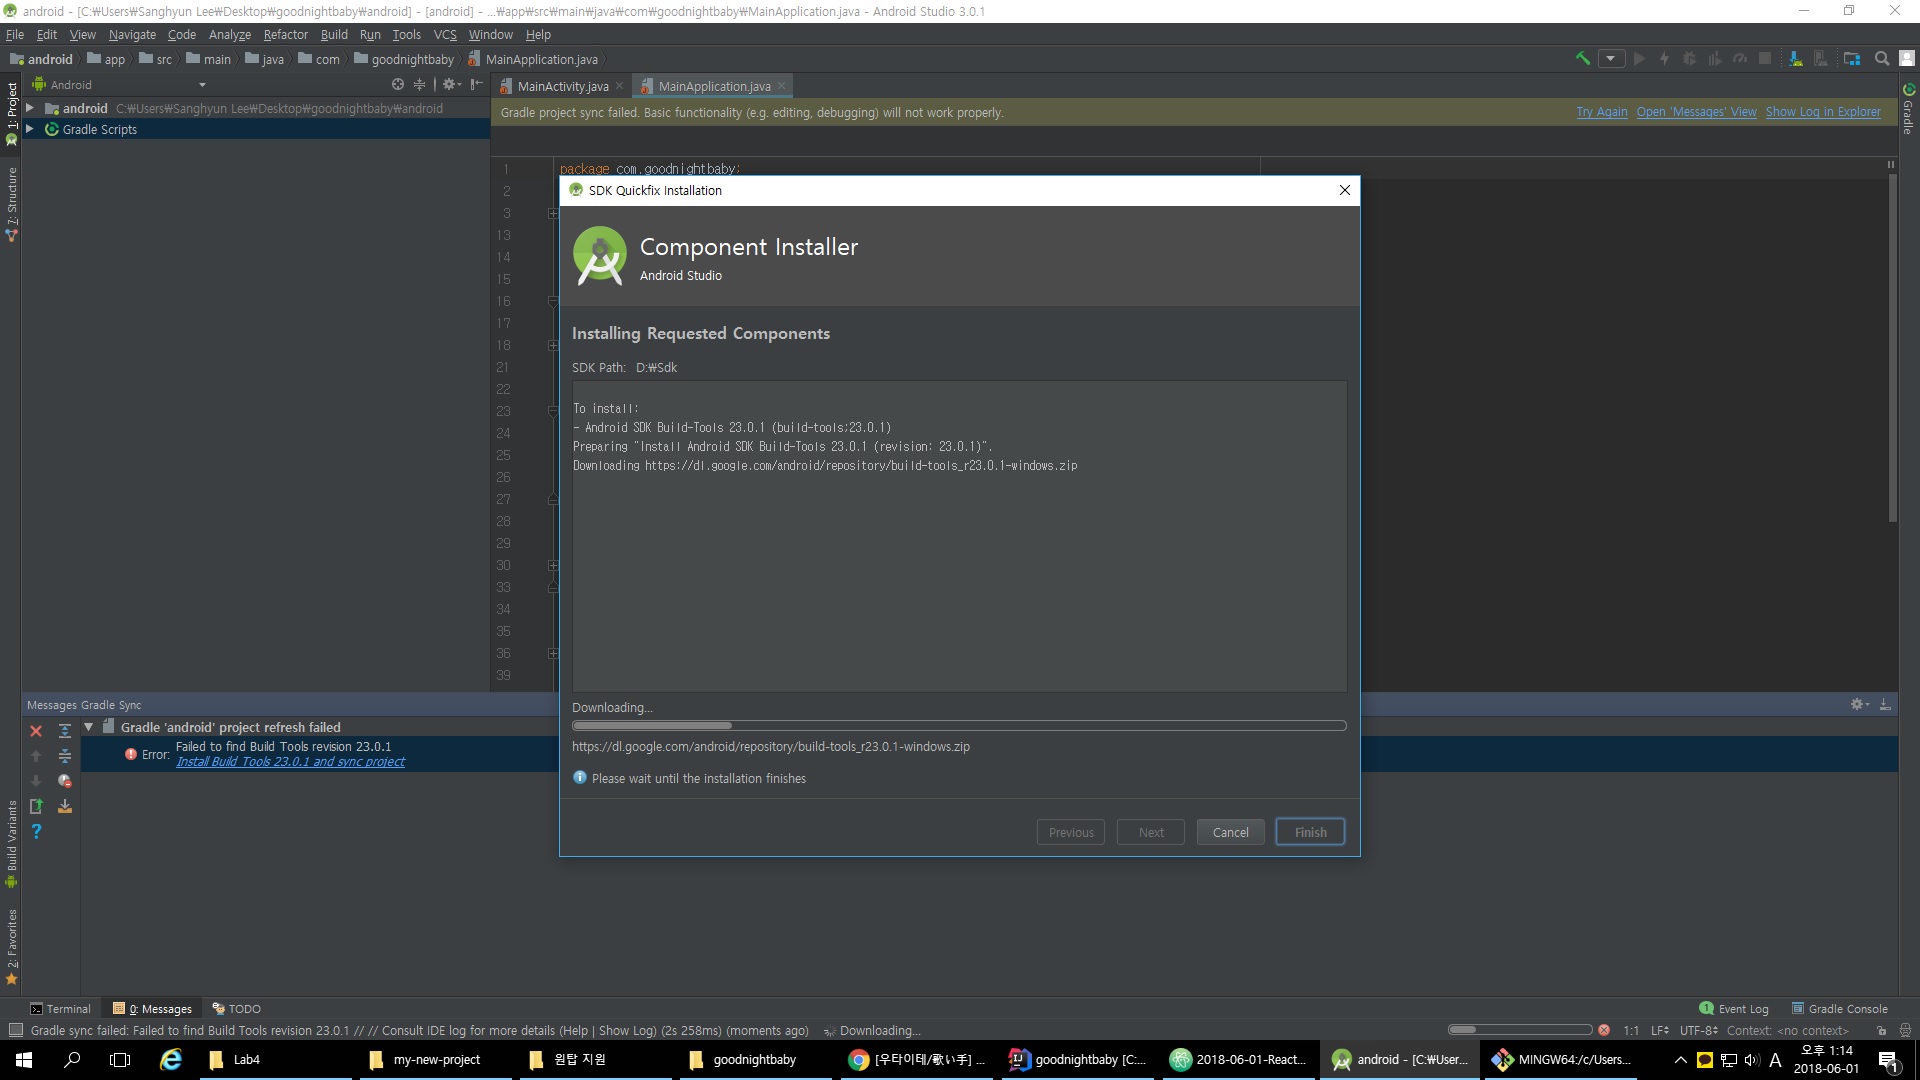 android - [C:₩Users₩Sanghyun Lee₩Desktop₩goodnightbaby₩android] - [android] - ...₩app₩src₩main₩java₩com₩goodnightbaby₩MainApplication.java - Android Studio 3.0.1
File Edit View Navigate Code Analyze Refactor Build Run Tools VCS Window Help
android app src main java com goodnightbaby MainApplication.java
Android
MainActivity.java MainApplication.java
1: Project
android C:₩Users₩Sanghyun Lee₩Desktop₩goodnightbaby₩android
Gradle Scripts
Gradle project sync failed. Basic functionality (e.g. editing, debugging) will not work properly.
Try Again Open 'Messages' View Show Log in Explorer
Gradle
7: Structure
1 package com.goodnightbaby;
2
3
13
14
15
16
17
18
21
22
23
24
25
26
27
28
29
30
33
34
35
36
39
SDK Quickfix Installation
Component Installer
Android Studio
Installing Requested Components
SDK Path: D:₩Sdk
To install:
- Android SDK Build-Tools 23.0.1 (build-tools;23.0.1)
Preparing "Install Android SDK Build-Tools 23.0.1 (revision: 23.0.1)".
Downloading https://dl.google.com/android/repository/build-tools_r23.0.1-windows.zip
Downloading...
https://dl.google.com/android/repository/build-tools_r23.0.1-windows.zip
Please wait until the installation finishes
Previous Next Cancel Finish
Messages Gradle Sync
Gradle 'android' project refresh failed
Error: Failed to find Build Tools revision 23.0.1
Install Build Tools 23.0.1 and sync project
Build Variants
2: Favorites
Terminal 0: Messages TODO
1 Event Log Gradle Console
Gradle sync failed: Failed to find Build Tools revision 23.0.1 // // Consult IDE log for more details (Help | Show Log) (2s 258ms) (moments ago) Downloading...
1:1 LF UTF-8 Context: <no context>
Lab4 my-new-project 원탑 지원 goodnightbaby [우타이테/歌い手] ... goodnightbaby [C:... 2018-06-01-React... android - [C:₩User... MINGW64:/c/Users...
A 오후 1:14
2018-06-01
1